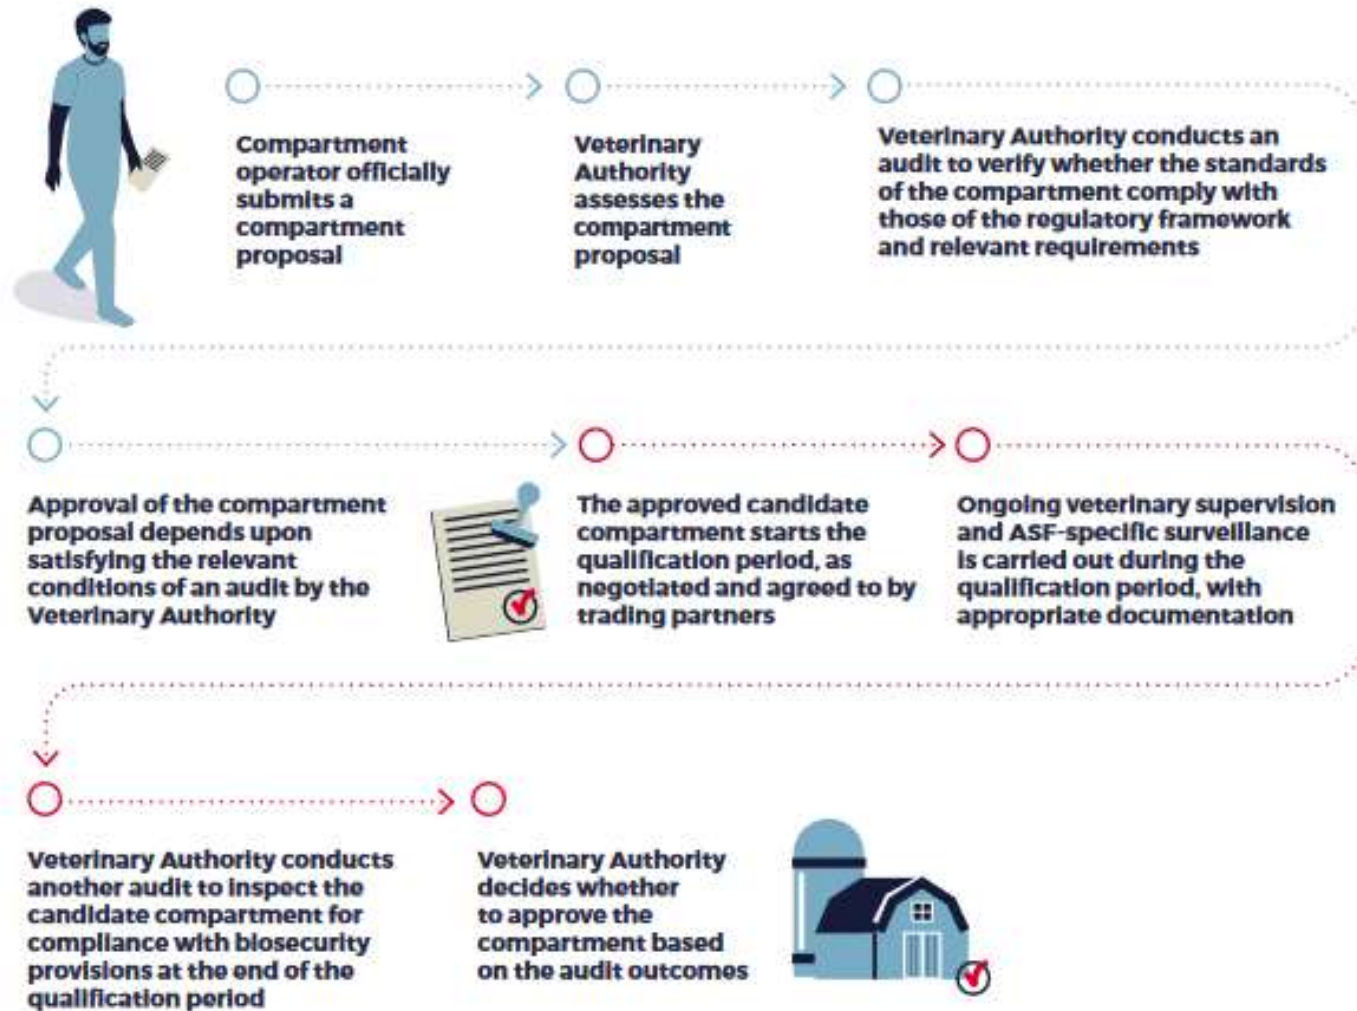 Compartment
operator officially
submits a
compartment
proposal
Veterinary
Authority
assesses the
compartment
proposal
Veterinary Authority conducts an
audit to verify whether the standards
of the compartment comply with
those of the regulatory framework
and relevant requirements
Approval of the compartment
proposal depends upon
satisfying the relevant
conditions of an audit by the
Veterinary Authority
The approved candidate
compartment starts the
qualification period, as
negotiated and agreed to by
trading partners
Ongoing veterinary supervision
and ASF-specific surveillance
is carried out during the
qualification period, with
appropriate documentation
Veterinary Authority conducts
another audit to inspect the
candidate compartment for
compliance with biosecurity
provisions at the end of the
qualification period
Veterinary Authority
decides whether
to approve the
compartment based
on the audit outcomes